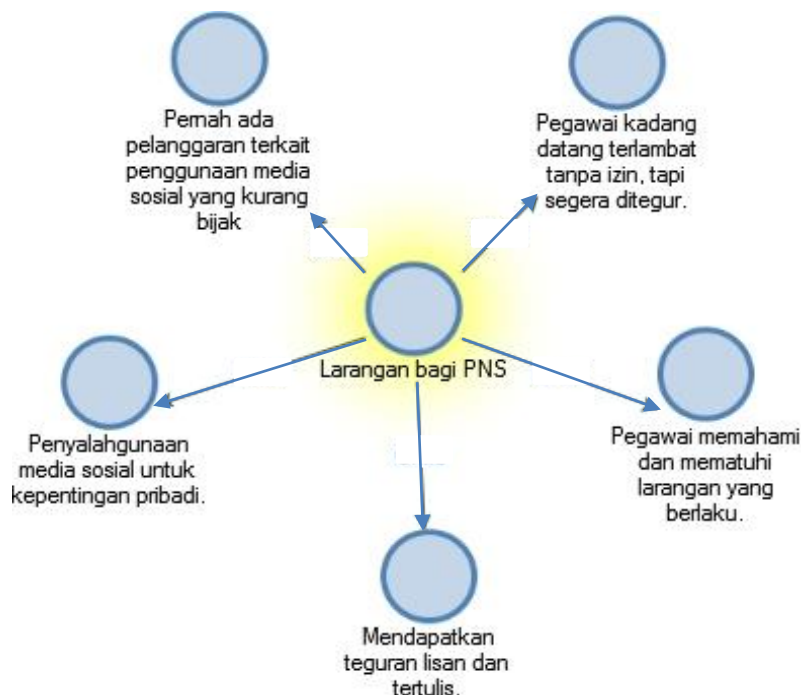 Pernah ada
pelanggaran terkait
penggunaan media
sosial yang kurang
bijak
Pegawai kadang
datang terlambat
tanpa izin, tapi
segera ditegur.
Larangan bagi PNS
Penyalahgunaan
media sosial untuk
kepentingan pribadi.
Pegawai memahami
dan mematuhi
larangan yang
berlaku.
Mendapatkan
teguran lisan dan
tertulis.